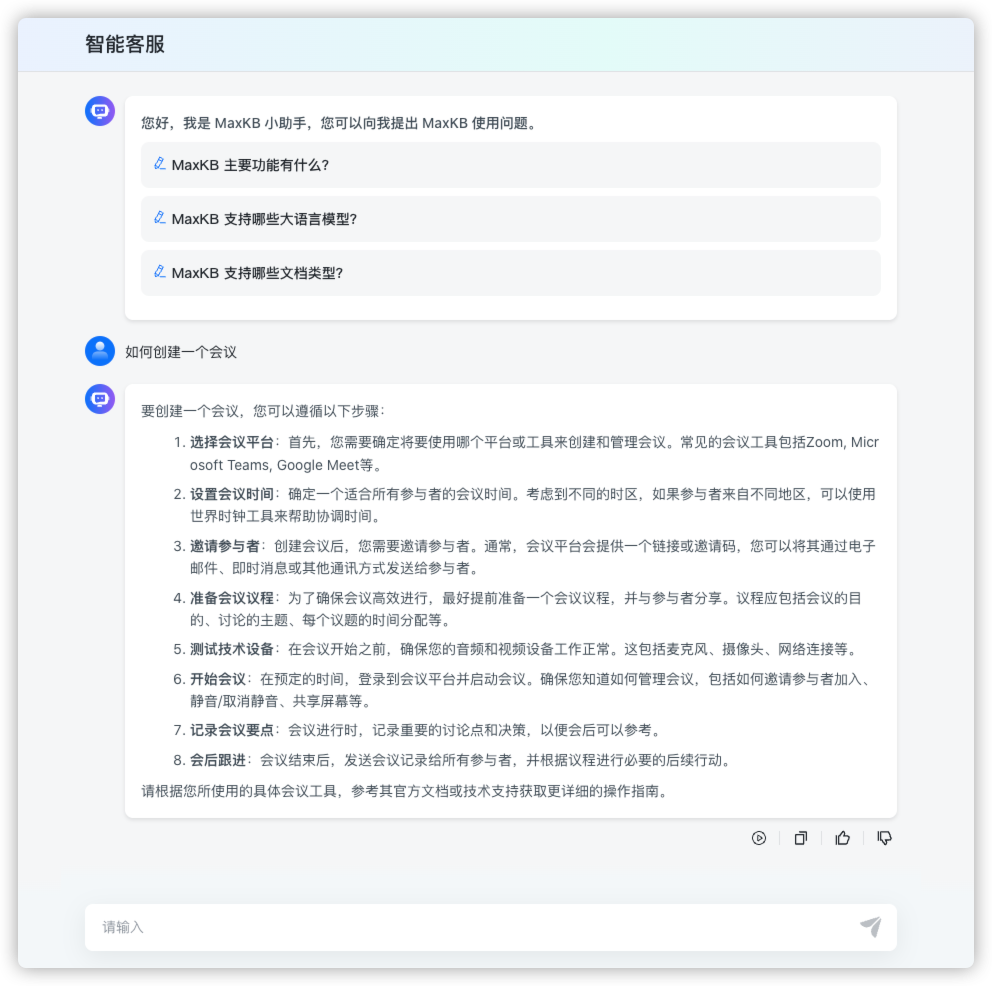 智能客服
您好，我是 MaxKB 小助手，您可以向我提出 MaxKB 使用问题。
MaxKB 主要功能有什么?
MaxKB 支持哪些大语言模型?
MaxKB 支持哪些文档类型?
如何创建一个会议
要创建一个会议，您可以遵循以下步骤：
1. 选择会议平台：首先，您需要确定将要使用哪个平台或工具来创建和管理会议。常见的会议工具包括Zoom, Micr
osoft Teams, Google Meet等。
2. 设置会议时间：确定一个适合所有参与者的会议时间。考虑到不同的时区，如果参与者来自不同地区，可以使用
世界时钟工具来帮助协调时间。
3. 邀请参与者：创建会议后，您需要邀请参与者。通常，会议平台会提供一个链接或邀请码，您可以将其通过电子
邮件、即时消息或其他通讯方式发送给参与者。
4. 准备会议议程：为了确保会议高效进行，最好提前准备一个会议议程，并与参与者分享。议程应包括会议的目
的、讨论的主题、每个议题的时间分配等。
5. 测试技术设备：在会议开始之前，确保您的音频和视频设备工作正常。这包括麦克风、摄像头、网络连接等。
6. 开始会议：在预定的时间，登录到会议平台并启动会议。确保您知道如何管理会议，包括如何邀请参与者加入、
静音/取消静音、共享屏幕等。
7. 记录会议要点：会议进行时，记录重要的讨论点和决策，以便会后可以参考。
8. 会后跟进：会议结束后，发送会议记录给所有参与者，并根据议程进行必要的后续行动。
请根据您所使用的具体会议工具，参考其官方文档或技术支持获取更详细的操作指南。
请输入